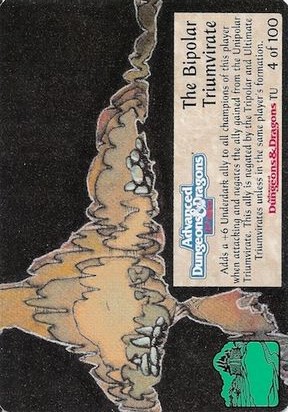 The Bipolar
Triumvirate
Advanced
Dungeons & Dragons
Adds a -6 Underdark ally to all champions of this player
when attacking and negates the ally gained from the Unipolar
Triumvirate. This ally is negated by the Tripolar and Ultimate
Triumvirates unless in the same player's formation.
Dungeons & Dragons TU 4 of 100